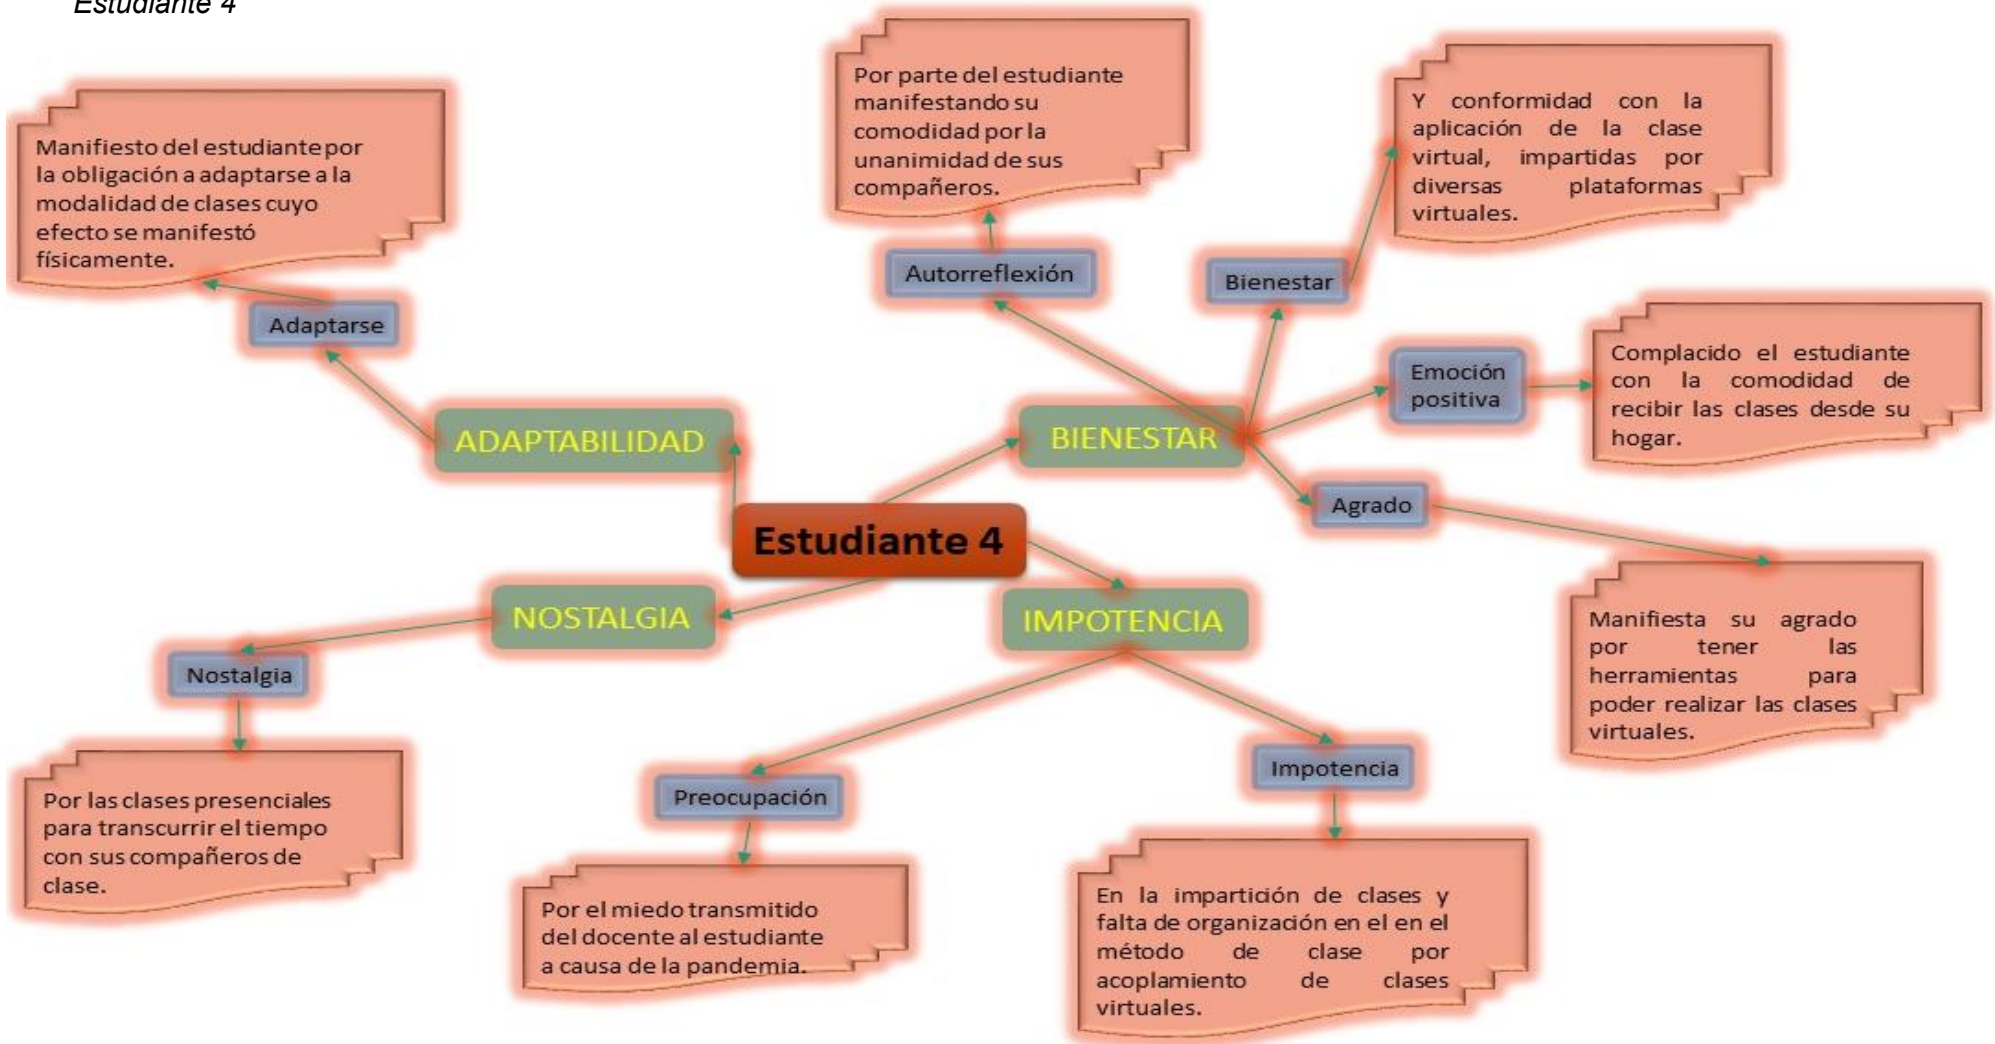 Estudiante 4
Por parte del estudiante
manifestando su
comodidad por la
unanimidad de sus
compañeros.
Y conformidad con la
aplicación de la clase
virtual, impartidas por
diversas plataformas
virtuales.
Manifiesto del estudiante por
la obligación a adaptarse a la
modalidad de clases cuyo
efecto se manifestó
físicamente.
Autorreflexión
Bienestar
Adaptarse
Emoción
positiva
Complacido el estudiante
con la comodidad de
recibir las clases desde su
hogar.
ADAPTABILIDAD
BIENESTAR
Agrado
Estudiante 4
NOSTALGIA
IMPOTENCIA
Manifiesta su agrado
por tener las
herramientas para
poder realizar las clases
virtuales.
Nostalgia
Preocupación
Impotencia
Por las clases presenciales
para transcurrir el tiempo
con sus compañeros de
clase.
Por el miedo transmitido
del docente al estudiante
a causa de la pandemia.
En la impartición de clases y
falta de organización en el en el
método de clase por
acoplamiento de clases
virtuales.